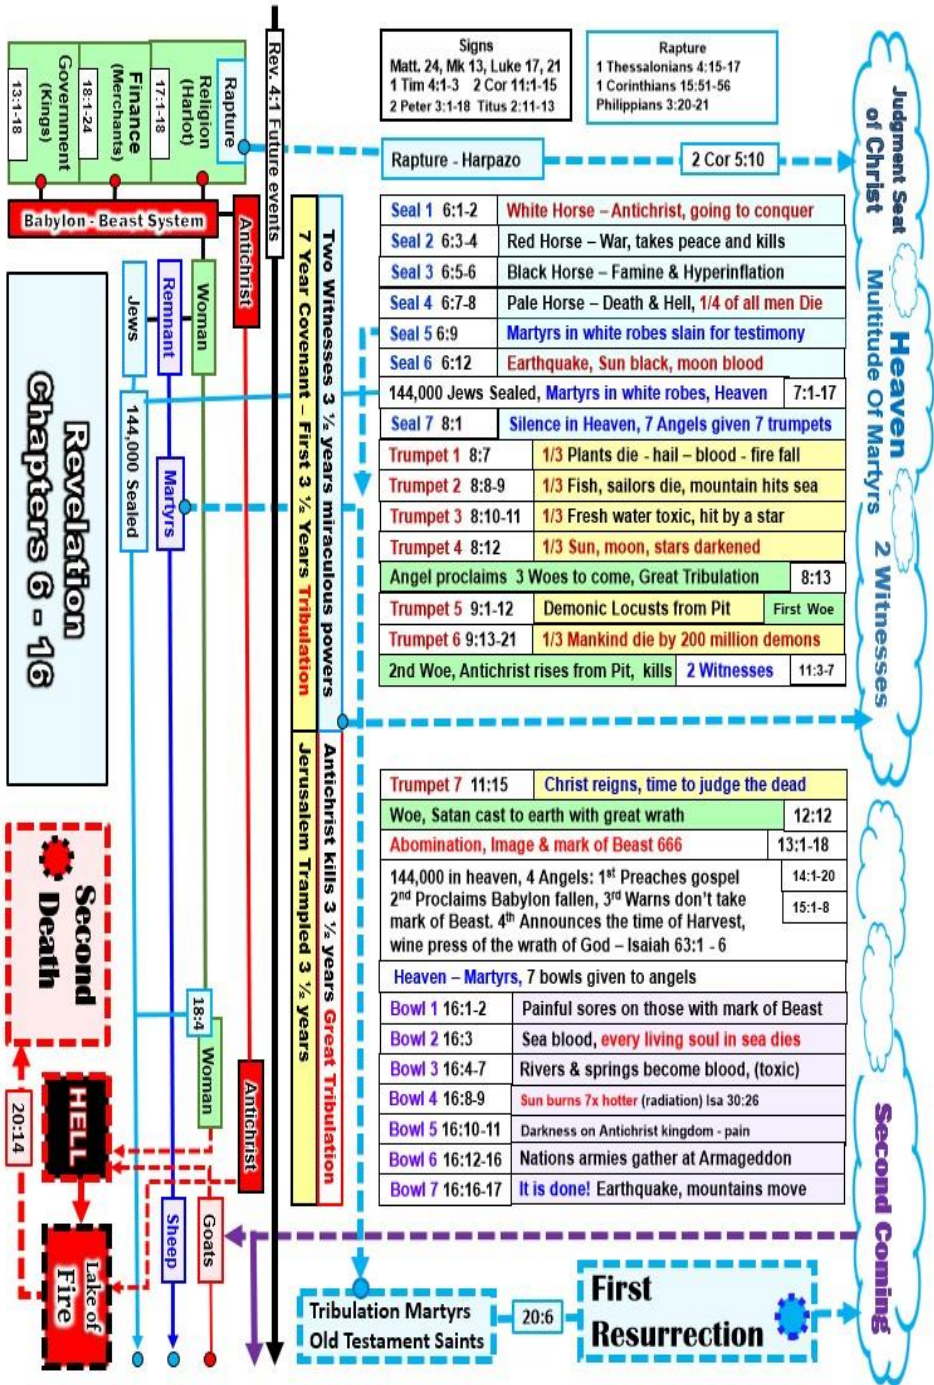 Signs
Matt. 24, Mk 13, Luke 17, 21
1 Tim 4:1-3 2 Cor 11:1-15
2 Peter 3:1-18 Titus 2:11-13
Rapture
1 Thessalonians 4:15-17
1 Corinthians 15:51-56
Philippians 3:20-21
Rapture - Harpazo
2 Cor 5:10
Judgment Seat
of Christ
Heaven
Multitude Of Martyrs
2 Witnesses
Second Coming
Seal 1 6:1-2 White Horse – Antichrist, going to conquer
Seal 2 6:3-4 Red Horse – War, takes peace and kills
Seal 3 6:5-6 Black Horse – Famine & Hyperinflation
Seal 4 6:7-8 Pale Horse – Death & Hell, 1/4 of all men Die
Seal 5 6:9 Martyrs in white robes slain for testimony
Seal 6 6:12 Earthquake, Sun black, moon blood
144,000 Jews Sealed, Martyrs in white robes, Heaven 7:1-17
Seal 7 8:1 Silence in Heaven, 7 Angels given 7 trumpets
Trumpet 1 8:7 1/3 Plants die - hail – blood - fire fall
Trumpet 2 8:8-9 1/3 Fish, sailors die, mountain hits sea
Trumpet 3 8:10-11 1/3 Fresh water toxic, hit by a star
Trumpet 4 8:12 1/3 Sun, moon, stars darkened
Angel proclaims 3 Woes to come, Great Tribulation 8:13
Trumpet 5 9:1-12 Demonic Locusts from Pit First Woe
Trumpet 6 9:13-21 1/3 Mankind die by 200 million demons
2nd Woe, Antichrist rises from Pit, kills 2 Witnesses 11:3-7
Trumpet 7 11:15 Christ reigns, time to judge the dead
Woe, Satan cast to earth with great wrath 12:12
Abomination, Image & mark of Beast 666 13:1-18
144,000 in heaven, 4 Angels: 1st Preaches gospel 14:1-20
2nd Proclaims Babylon fallen, 3rd Warns don't take
mark of Beast. 4th Announces the time of Harvest, 15:1-8
wine press of the wrath of God – Isaiah 63:1 - 6
Heaven – Martyrs, 7 bowls given to angels
Bowl 1 16:1-2 Painful sores on those with mark of Beast
Bowl 2 16:3 Sea blood, every living soul in sea dies
Bowl 3 16:4-7 Rivers & springs become blood, (toxic)
Bowl 4 16:8-9 Sun burns 7x hotter (radiation) Isa 30:26
Bowl 5 16:10-11 Darkness on Antichrist kingdom - pain
Bowl 6 16:12-16 Nations armies gather at Armageddon
Bowl 7 16:16-17 It is done! Earthquake, mountains move
Tribulation Martyrs
Old Testament Saints
20:6
First
Resurrection
Rev. 4:1 Future events
Two Witnesses 3 ½ years miraculous powers
7 Year Covenant – First 3 ½ Years Tribulation
Antichrist kills 3 ½ years Great Tribulation
Jerusalem Trampled 3 ½ years
Rapture
Religion
(Harlot)
17:1-18
Finance
(Merchants)
18:1-24
Government
(Kings)
13:1-18
Babylon - Beast System
Antichrist
Woman
Remnant
Jews
144,000 Sealed
Martyrs
18:4
Woman
Antichrist
Goats
Sheep
Revelation
Chapters 6 - 16
Second
Death
HELL
20:14
Lake of
Fire